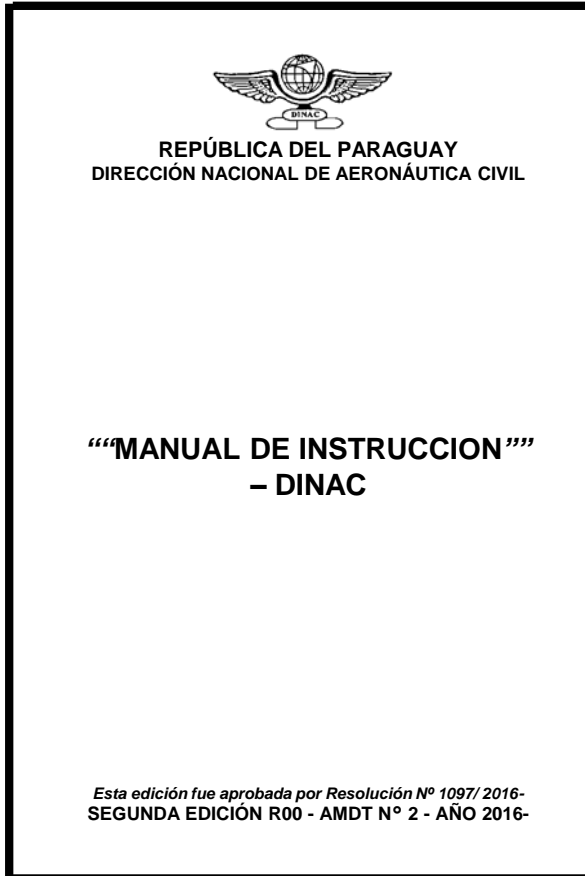 DINAC
REPÚBLICA DEL PARAGUAY
DIRECCIÓN NACIONAL DE AERONÁUTICA CIVIL
““MANUAL DE INSTRUCCION””
– DINAC
Esta edición fue aprobada por Resolución Nº 1097/ 2016-
SEGUNDA EDICIÓN R00 - AMDT N° 2 - AÑO 2016-